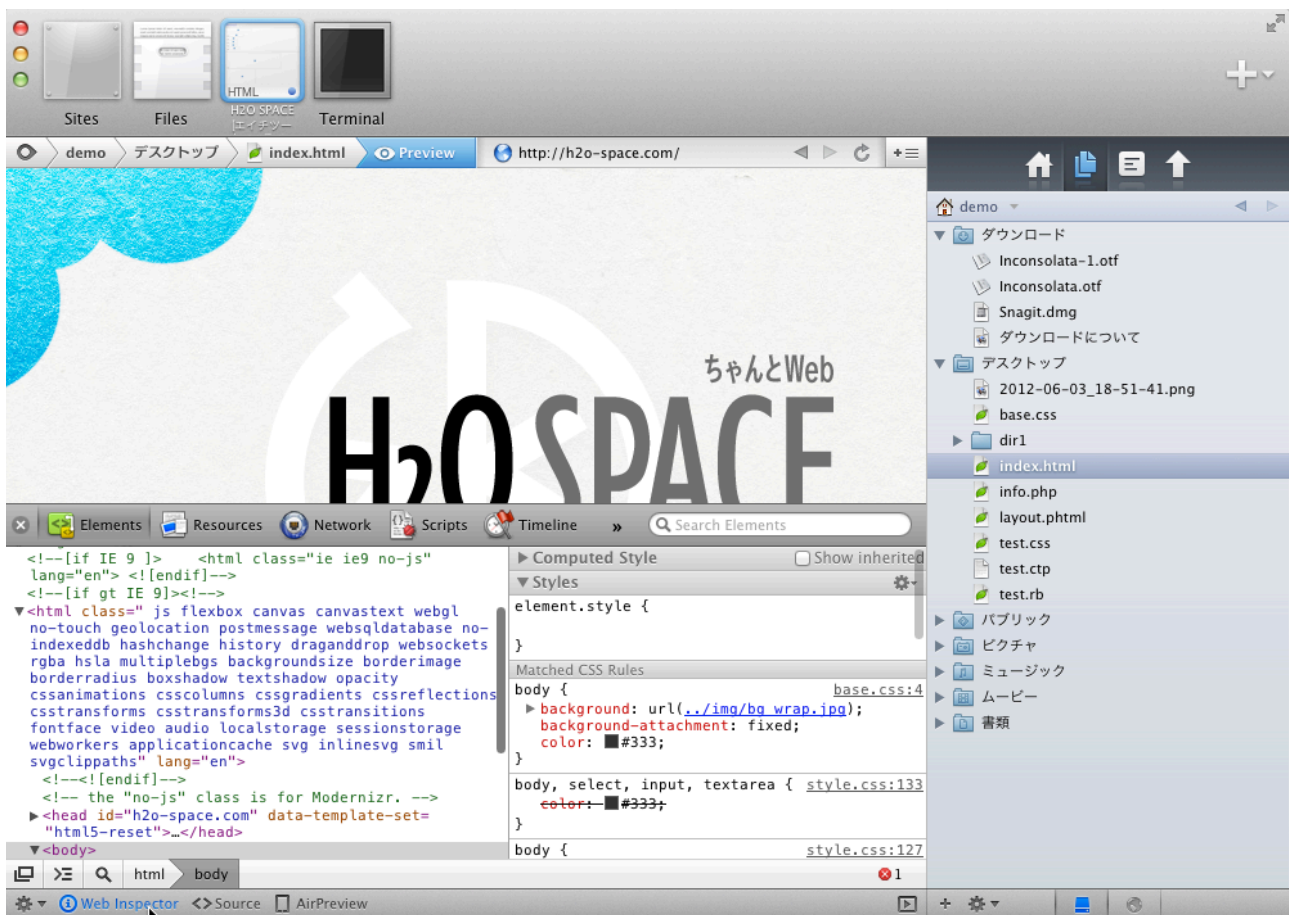 HTML
H2O SPACE
[エイチツー
Sites
Files
Terminal
demo
デスクトップ
index.html
Preview
http://h2o-space.com/
ちゃんとWeb
H2O SPACE
Elements
Resources
Network
Scripts
Timeline
»
Search Elements
<!--[if IE 9 ]>    <html class="ie ie9 no-js"
lang="en"> <![endif]-->
<!--[if gt IE 9]><!-->
▼<html class=" js flexbox canvas canvastext webgl
no-touch geolocation postmessage websqldatabase no-
indexeddb hashchange history draganddrop websockets
rgba hsla multiplebgs backgroundsize borderimage
borderradius boxshadow textshadow opacity
cssanimations csscolumns cssgradients cssreflections
csstransforms csstransforms3d csstransitions
fontface video audio localstorage sessionstorage
webworkers applicationcache svg inlinesvg smil
svgclippaths" lang="en">
<!--<![endif]-->
<!-- the "no-js" class is for Modernizr. -->
▶<head id="h2o-space.com" data-template-set=
"html5-reset">…</head>
▼<body>
▶Computed Style
Show inherited
▼Styles
element.style {
}
Matched CSS Rules
body { base.css:4
▶background: url(../img/bg_wrap.jpg);
background-attachment: fixed;
color: #333;
}
body, select, input, textarea { style.css:133
color: #333;
}
body { style.css:127
html
body
1
Web Inspector
Source
AirPreview
demo
ダウンロード
Inconsolata-1.otf
Inconsolata.otf
Snagit.dmg
ダウンロードについて
デスクトップ
2012-06-03_18-51-41.png
base.css
dir1
index.html
info.php
layout.phtml
test.css
test.ctp
test.rb
パブリック
ピクチャ
ミュージック
ムービー
書類